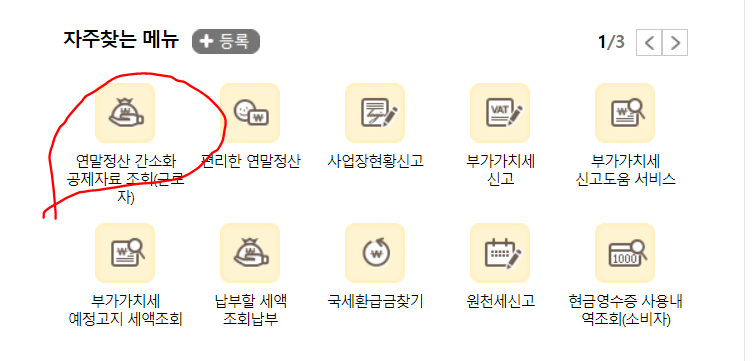 자주찾는 메뉴 + 등록 1/3 < >
연말정산 간소화
공제자료 조회(근로
자)
편리한 연말정산
사업장현황신고
VAT
부가가치세
신고
부가가치세
신고도움 서비스
부가가치세
예정고지 세액조회
납부할 세액
조회납부
국세환급금찾기
원천세신고
1000
현금영수증 사용내
역조회(소비자)